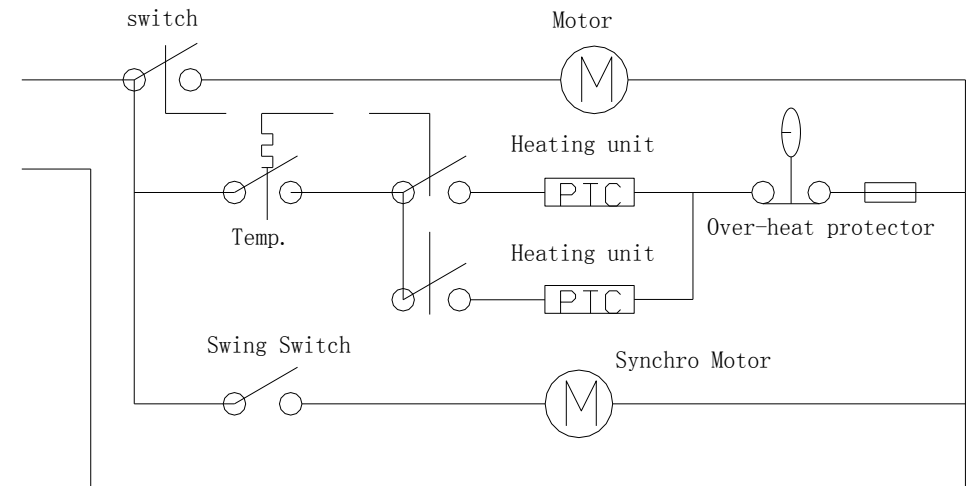 switch
Motor
M
Heating unit
PTC
Temp.
Over-heat protector
Heating unit
PTC
Swing Switch
Synchro Motor
M